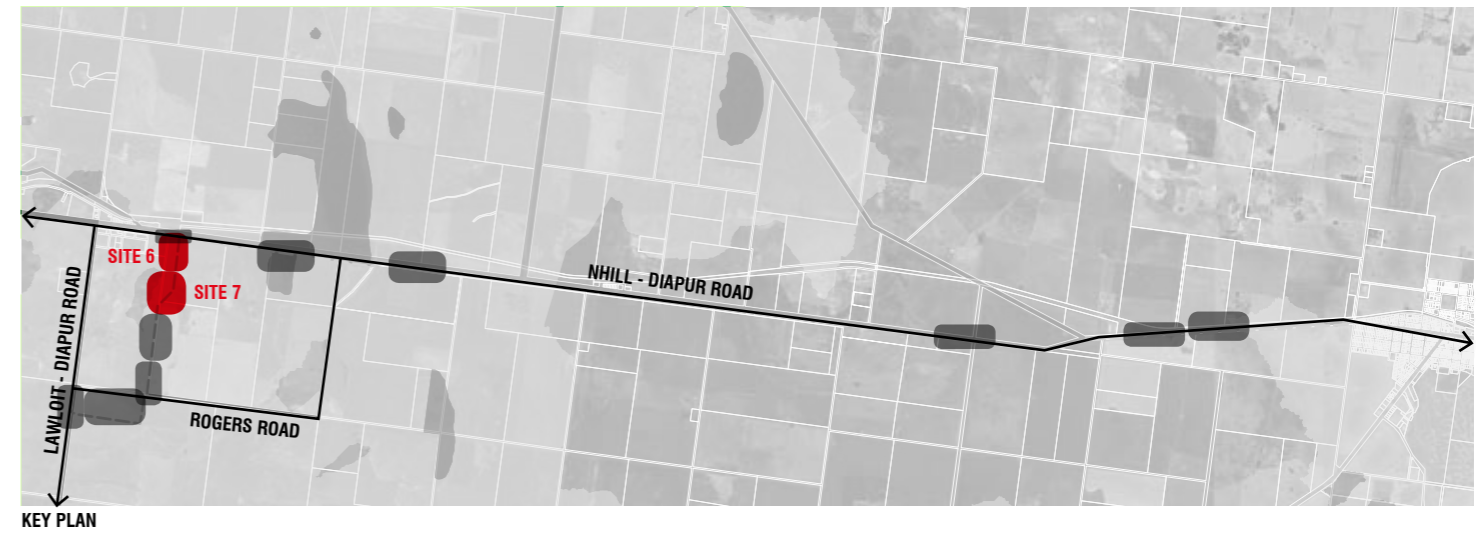 SITE 6
SITE 7
NHILL - DIAPUR ROAD
LAWLOIT - DIAPUR ROAD
ROGERS ROAD
KEY PLAN